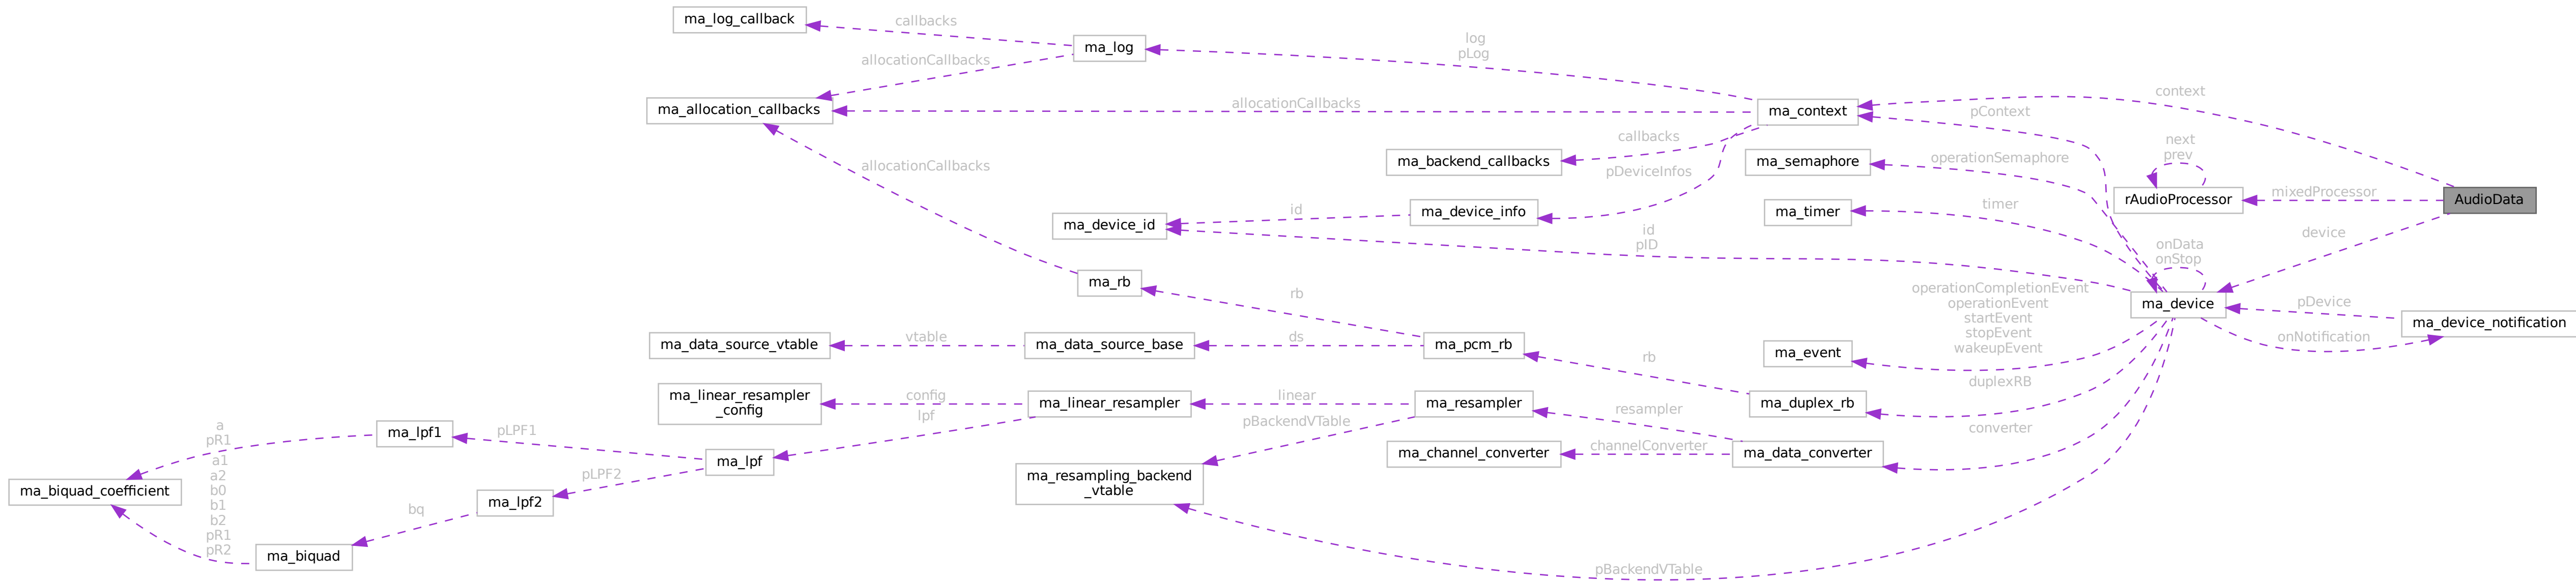 ma_log_callback
callbacks
ma_log
log
pLog
allocationCallbacks
ma_allocation_callbacks
allocationCallbacks
ma_context
context
pContext
callbacks
next
prev
ma_backend_callbacks
ma_semaphore
operationSemaphore
allocationCallbacks
pDeviceInfos
mixedProcessor
rAudioProcessor
AudioData
ma_device_id
id
ma_device_info
ma_timer
timer
id
pID
device
onData
onStop
ma_rb
rb
operationCompletionEvent
operationEvent
startEvent
stopEvent
wakeupEvent
ma_device
pDevice
ma_device_notification
onNotification
ma_data_source_vtable
vtable
ma_data_source_base
ds
ma_pcm_rb
rb
ma_event
duplexRB
ma_linear_resampler
_config
config
lpf
ma_linear_resampler
linear
ma_resampler
resampler
ma_duplex_rb
pBackendVTable
converter
a
pR1
ma_lpf1
pLPF1
ma_channel_converter
channelConverter
ma_data_converter
a1
a2
b0
b1
b2
pR1
pR2
ma_lpf
pLPF2
ma_resampling_backend
_vtable
ma_biquad_coefficient
ma_lpf2
bq
ma_biquad
pBackendVTable